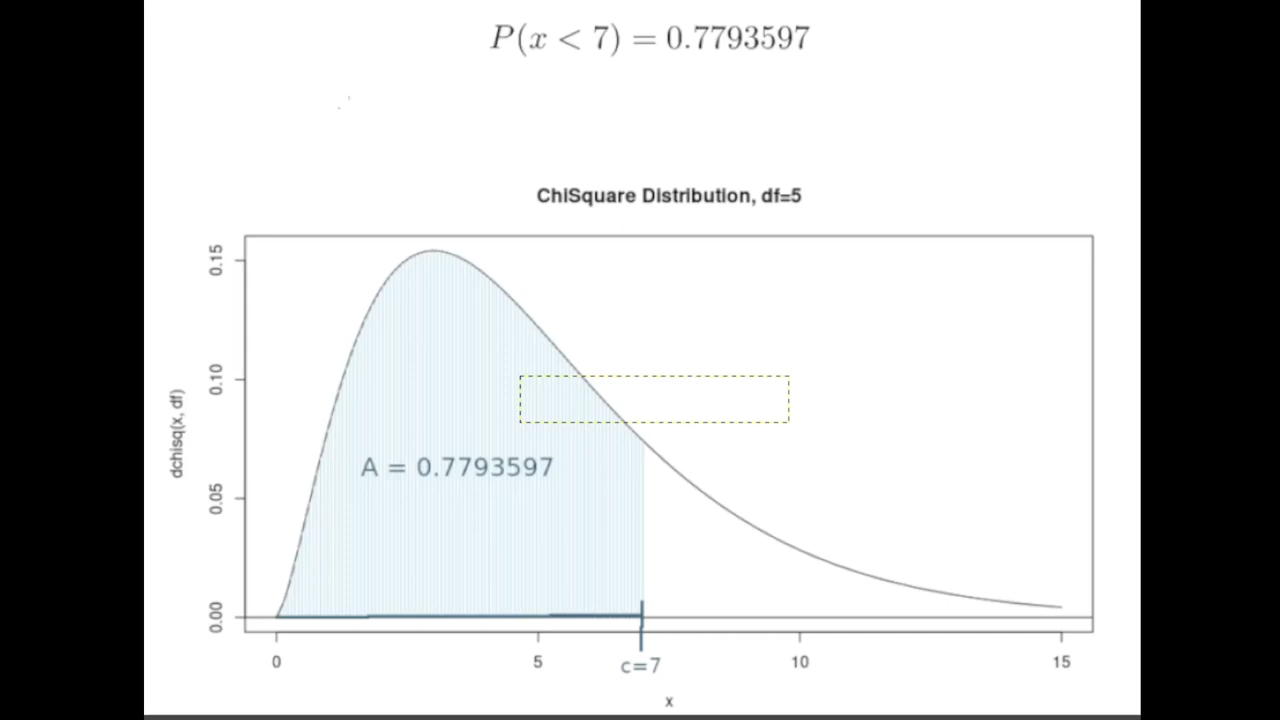 P(x < 7) = 0.7793597
ChiSquare Distribution, df=5
0.15
0.10
0.05
0.00
dchisq(x, df)
A = 0.7793597
0 5 10 15
c=7
x